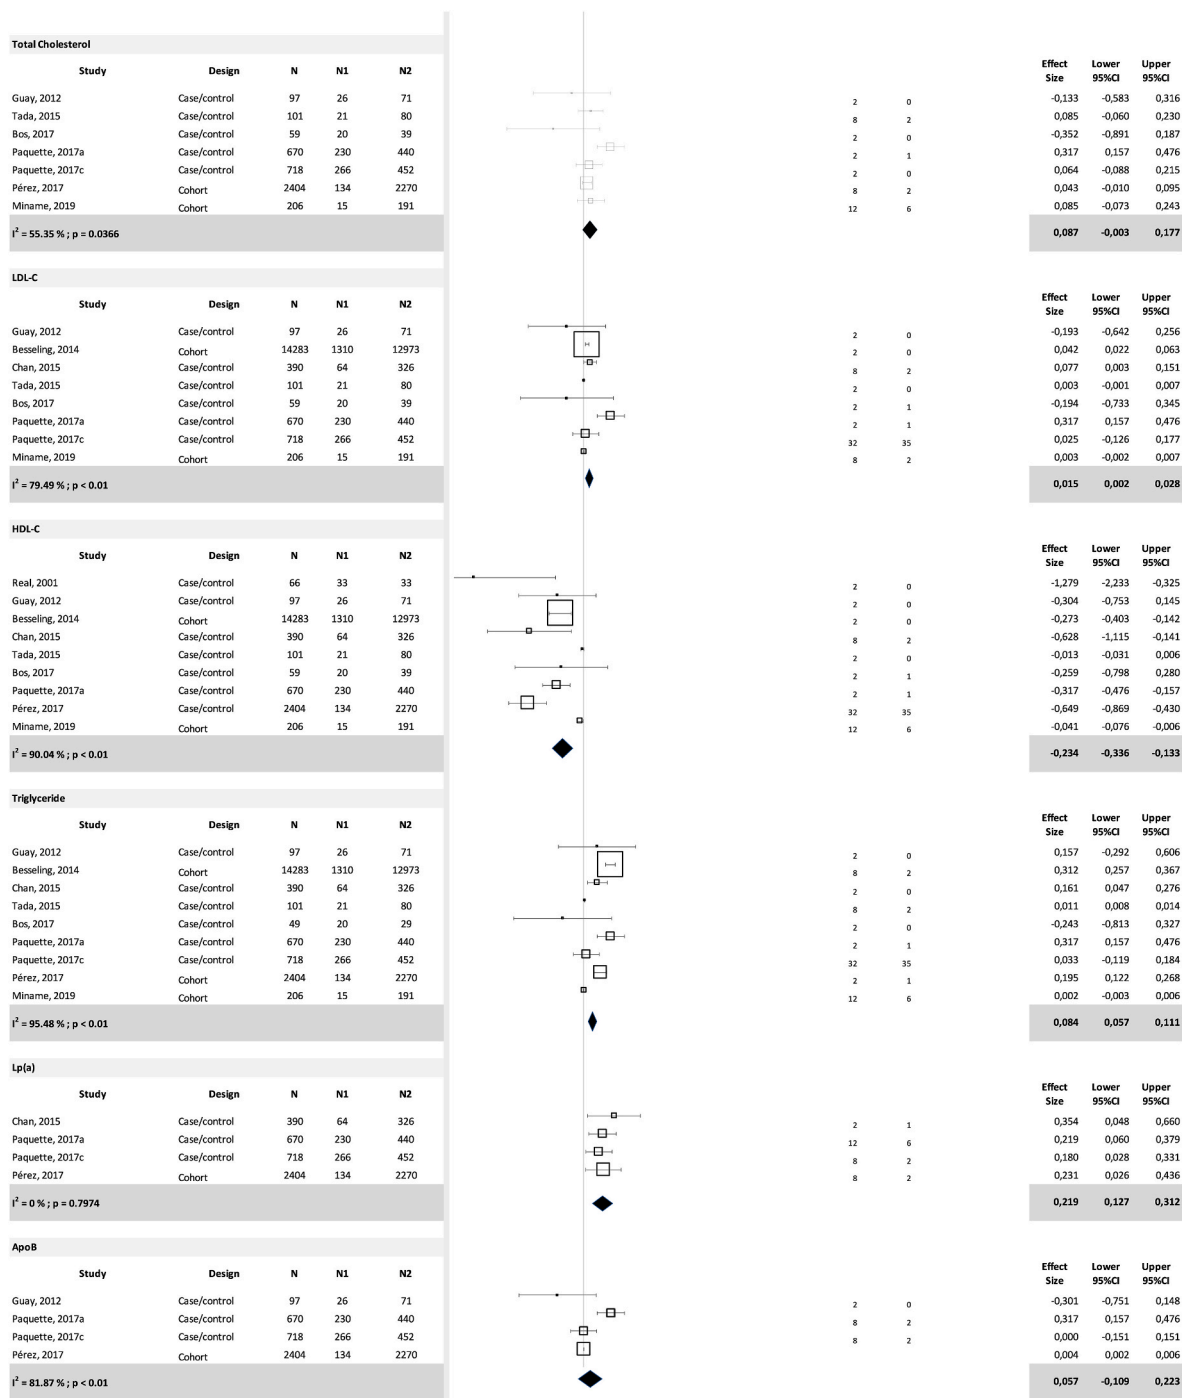 Total Cholesterol
Study Design N N1 N2 Effect Size Lower 95%CI Upper 95%CI
Guay, 2012 Case/control 97 26 71 2 0 -0,133 -0,583 0,316
Tada, 2015 Case/control 101 21 80 8 2 0,085 -0,060 0,230
Bos, 2017 Case/control 59 20 39 2 0 -0,352 -0,891 0,187
Paquette, 2017a Case/control 670 230 440 2 1 0,317 0,157 0,476
Paquette, 2017c Case/control 718 266 452 2 0 0,064 -0,088 0,215
Pérez, 2017 Cohort 2404 134 2270 8 2 0,043 -0,010 0,095
Miname, 2019 Cohort 206 15 191 12 6 0,085 -0,073 0,243
I² = 55.35 % ; p = 0.0366 0,087 -0,003 0,177
LDL-C
Study Design N N1 N2 Effect Size Lower 95%CI Upper 95%CI
Guay, 2012 Case/control 97 26 71 2 0 -0,193 -0,642 0,256
Besseling, 2014 Cohort 14283 1310 12973 2 0 0,042 0,022 0,063
Chan, 2015 Case/control 390 64 326 8 2 0,077 0,003 0,151
Tada, 2015 Case/control 101 21 80 2 0 0,003 -0,001 0,007
Bos, 2017 Case/control 59 20 39 2 1 -0,194 -0,733 0,345
Paquette, 2017a Case/control 670 230 440 2 1 0,317 0,157 0,476
Paquette, 2017c Case/control 718 266 452 32 35 0,025 -0,126 0,177
Miname, 2019 Cohort 206 15 191 8 2 0,003 -0,002 0,007
I² = 79.49 % ; p < 0.01 0,015 0,002 0,028
HDL-C
Study Design N N1 N2 Effect Size Lower 95%CI Upper 95%CI
Real, 2001 Case/control 66 33 33 2 0 -1,279 -2,233 -0,325
Guay, 2012 Case/control 97 26 71 2 0 -0,304 -0,753 0,145
Besseling, 2014 Cohort 14283 1310 12973 2 0 -0,273 -0,403 -0,142
Chan, 2015 Case/control 390 64 326 8 2 -0,628 -1,115 -0,141
Tada, 2015 Case/control 101 21 80 2 0 -0,013 -0,031 0,006
Bos, 2017 Case/control 59 20 39 2 1 -0,259 -0,798 0,280
Paquette, 2017a Case/control 670 230 440 2 1 -0,317 -0,476 -0,157
Pérez, 2017 Case/control 2404 134 2270 32 35 -0,649 -0,869 -0,430
Miname, 2019 Cohort 206 15 191 12 6 -0,041 -0,076 -0,006
I² = 90.04 % ; p < 0.01 -0,234 -0,336 -0,133
Triglyceride
Study Design N N1 N2 Effect Size Lower 95%CI Upper 95%CI
Guay, 2012 Case/control 97 26 71 2 0 0,157 -0,292 0,606
Besseling, 2014 Cohort 14283 1310 12973 8 2 0,312 0,257 0,367
Chan, 2015 Case/control 390 64 326 2 0 0,161 0,047 0,276
Tada, 2015 Case/control 101 21 80 8 2 0,011 0,008 0,014
Bos, 2017 Case/control 49 20 29 2 0 -0,243 -0,813 0,327
Paquette, 2017a Case/control 670 230 440 2 1 0,317 0,157 0,476
Paquette, 2017c Case/control 718 266 452 32 35 0,033 -0,119 0,184
Pérez, 2017 Cohort 2404 134 2270 2 1 0,195 0,122 0,268
Miname, 2019 Cohort 206 15 191 12 6 0,002 -0,003 0,006
I² = 95.48 % ; p < 0.01 0,084 0,057 0,111
Lp(a)
Study Design N N1 N2 Effect Size Lower 95%CI Upper 95%CI
Chan, 2015 Case/control 390 64 326 2 1 0,354 0,048 0,660
Paquette, 2017a Case/control 670 230 440 12 6 0,219 0,060 0,379
Paquette, 2017c Case/control 718 266 452 8 2 0,180 0,028 0,331
Pérez, 2017 Cohort 2404 134 2270 8 2 0,231 0,026 0,436
I² = 0 % ; p = 0.7974 0,219 0,127 0,312
ApoB
Study Design N N1 N2 Effect Size Lower 95%CI Upper 95%CI
Guay, 2012 Case/control 97 26 71 2 0 -0,301 -0,751 0,148
Paquette, 2017a Case/control 670 230 440 8 2 0,317 0,157 0,476
Paquette, 2017c Case/control 718 266 452 8 2 0,000 -0,151 0,151
Pérez, 2017 Cohort 2404 134 2270 0,004 0,002 0,006
I² = 81.87 % ; p < 0.01 0,057 -0,109 0,223